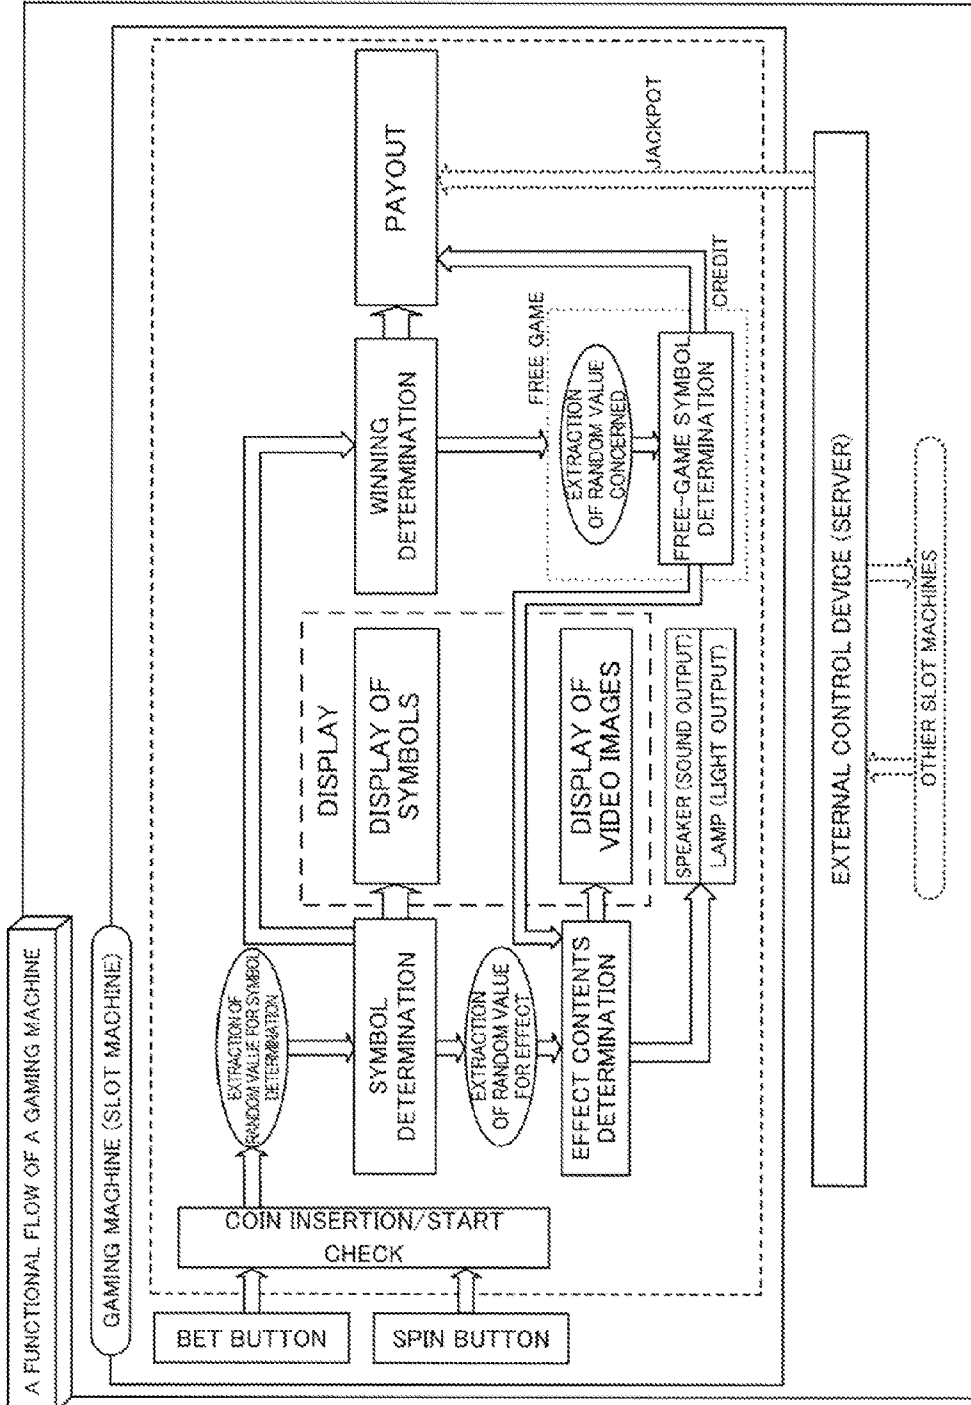 A FUNCTIONAL FLOW OF A GAMING MACHINE
GAMING MACHINE (SLOT MACHINE)
BET BUTTON
SPIN BUTTON
COIN INSERTION/START
CHECK
EXTRACTION OF
RANDOM VALUE FOR SYMBOL
DETERMINATION
SYMBOL
DETERMINATION
EXTRACTION
OF RANDOM VALUE
FOR EFFECT
EFFECT CONTENTS
DETERMINATION
DISPLAY
DISPLAY OF
SYMBOLS
DISPLAY OF
VIDEO IMAGES
SPEAKER (SOUND OUTPUT)
LAMP (LIGHT OUTPUT)
WINNING
DETERMINATION
FREE GAME
EXTRACTION
OF RANDOM VALUE
CONCERNED
FREE-GAME SYMBOL
DETERMINATION
CREDIT
PAYOUT
JACKPOT
EXTERNAL CONTROL DEVICE (SERVER)
OTHER SLOT MACHINES